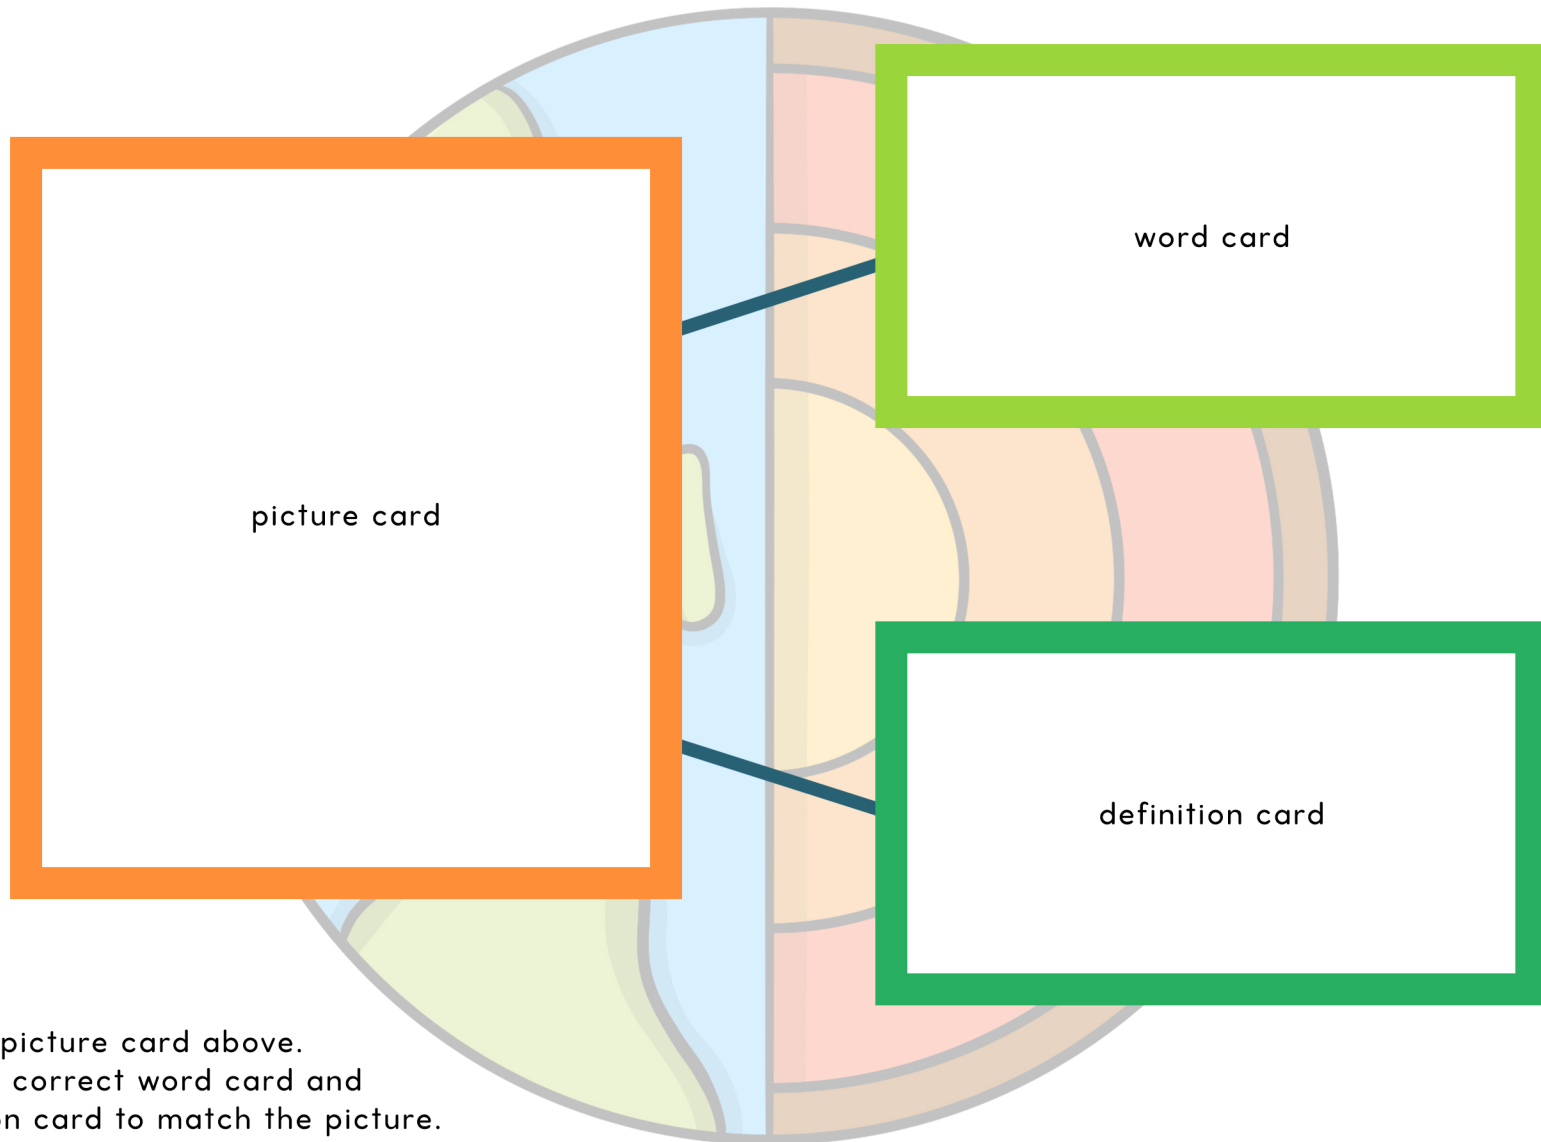 word card
picture card
definition card
picture card above.
correct word card and
card to match the picture.